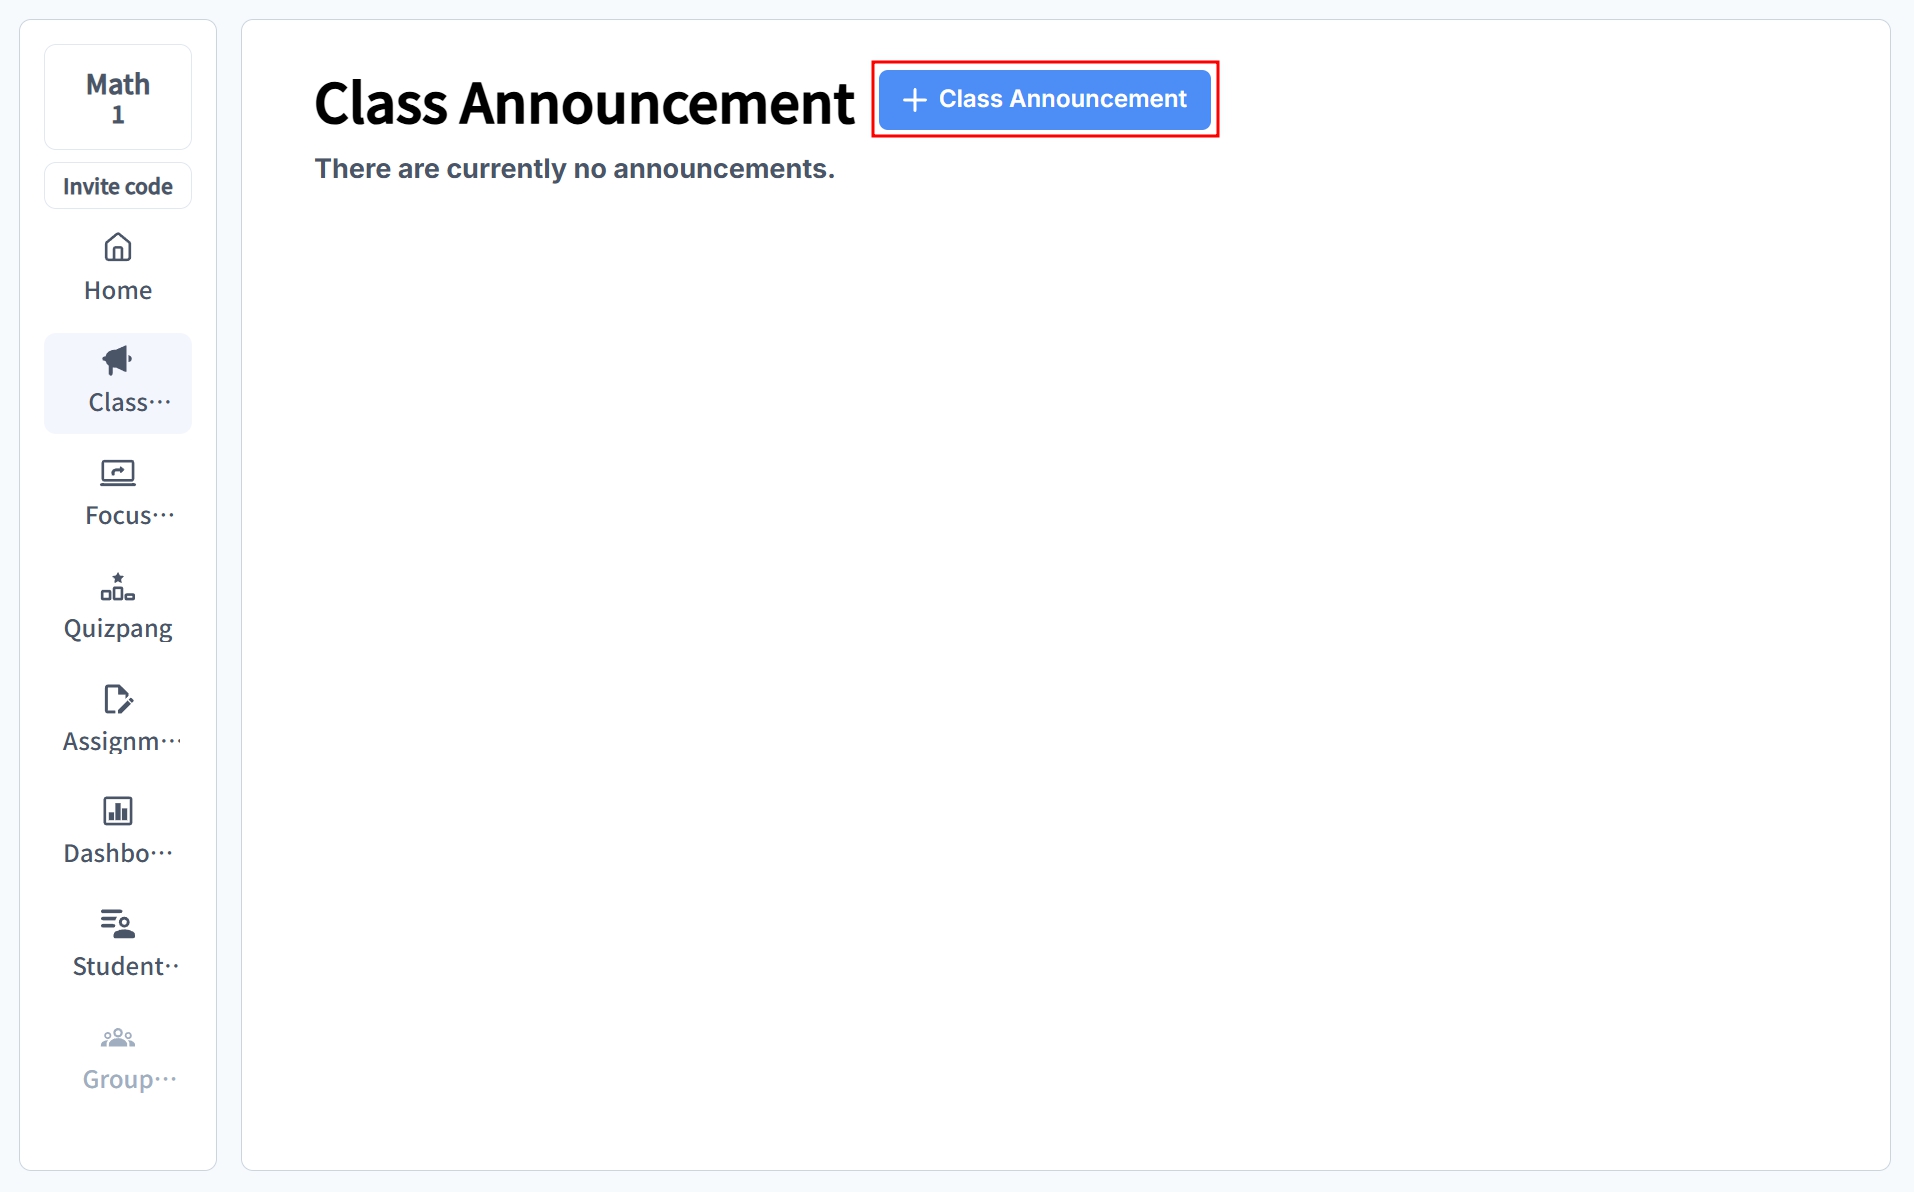 Math
1
Invite code
Home
Class···
Focus···
Quizpang
Assignm···
Dashbo···
Student··
Group···
Class Announcement
+ Class Announcement
There are currently no announcements.